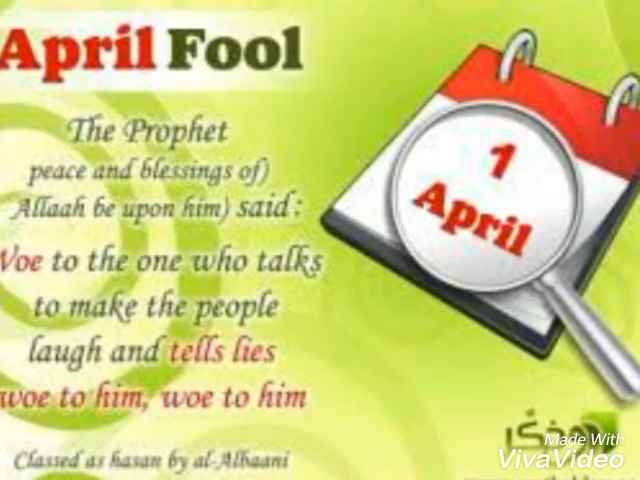 April Fool
The Prophet
peace and blessings of)
Allaah be upon him) said:
Woe to the one who talks
to make the people
laugh and tells lies
woe to him, woe to him
Classed as hasan by al-Albaani
1
April
مذكر
Made With
VivaVideo